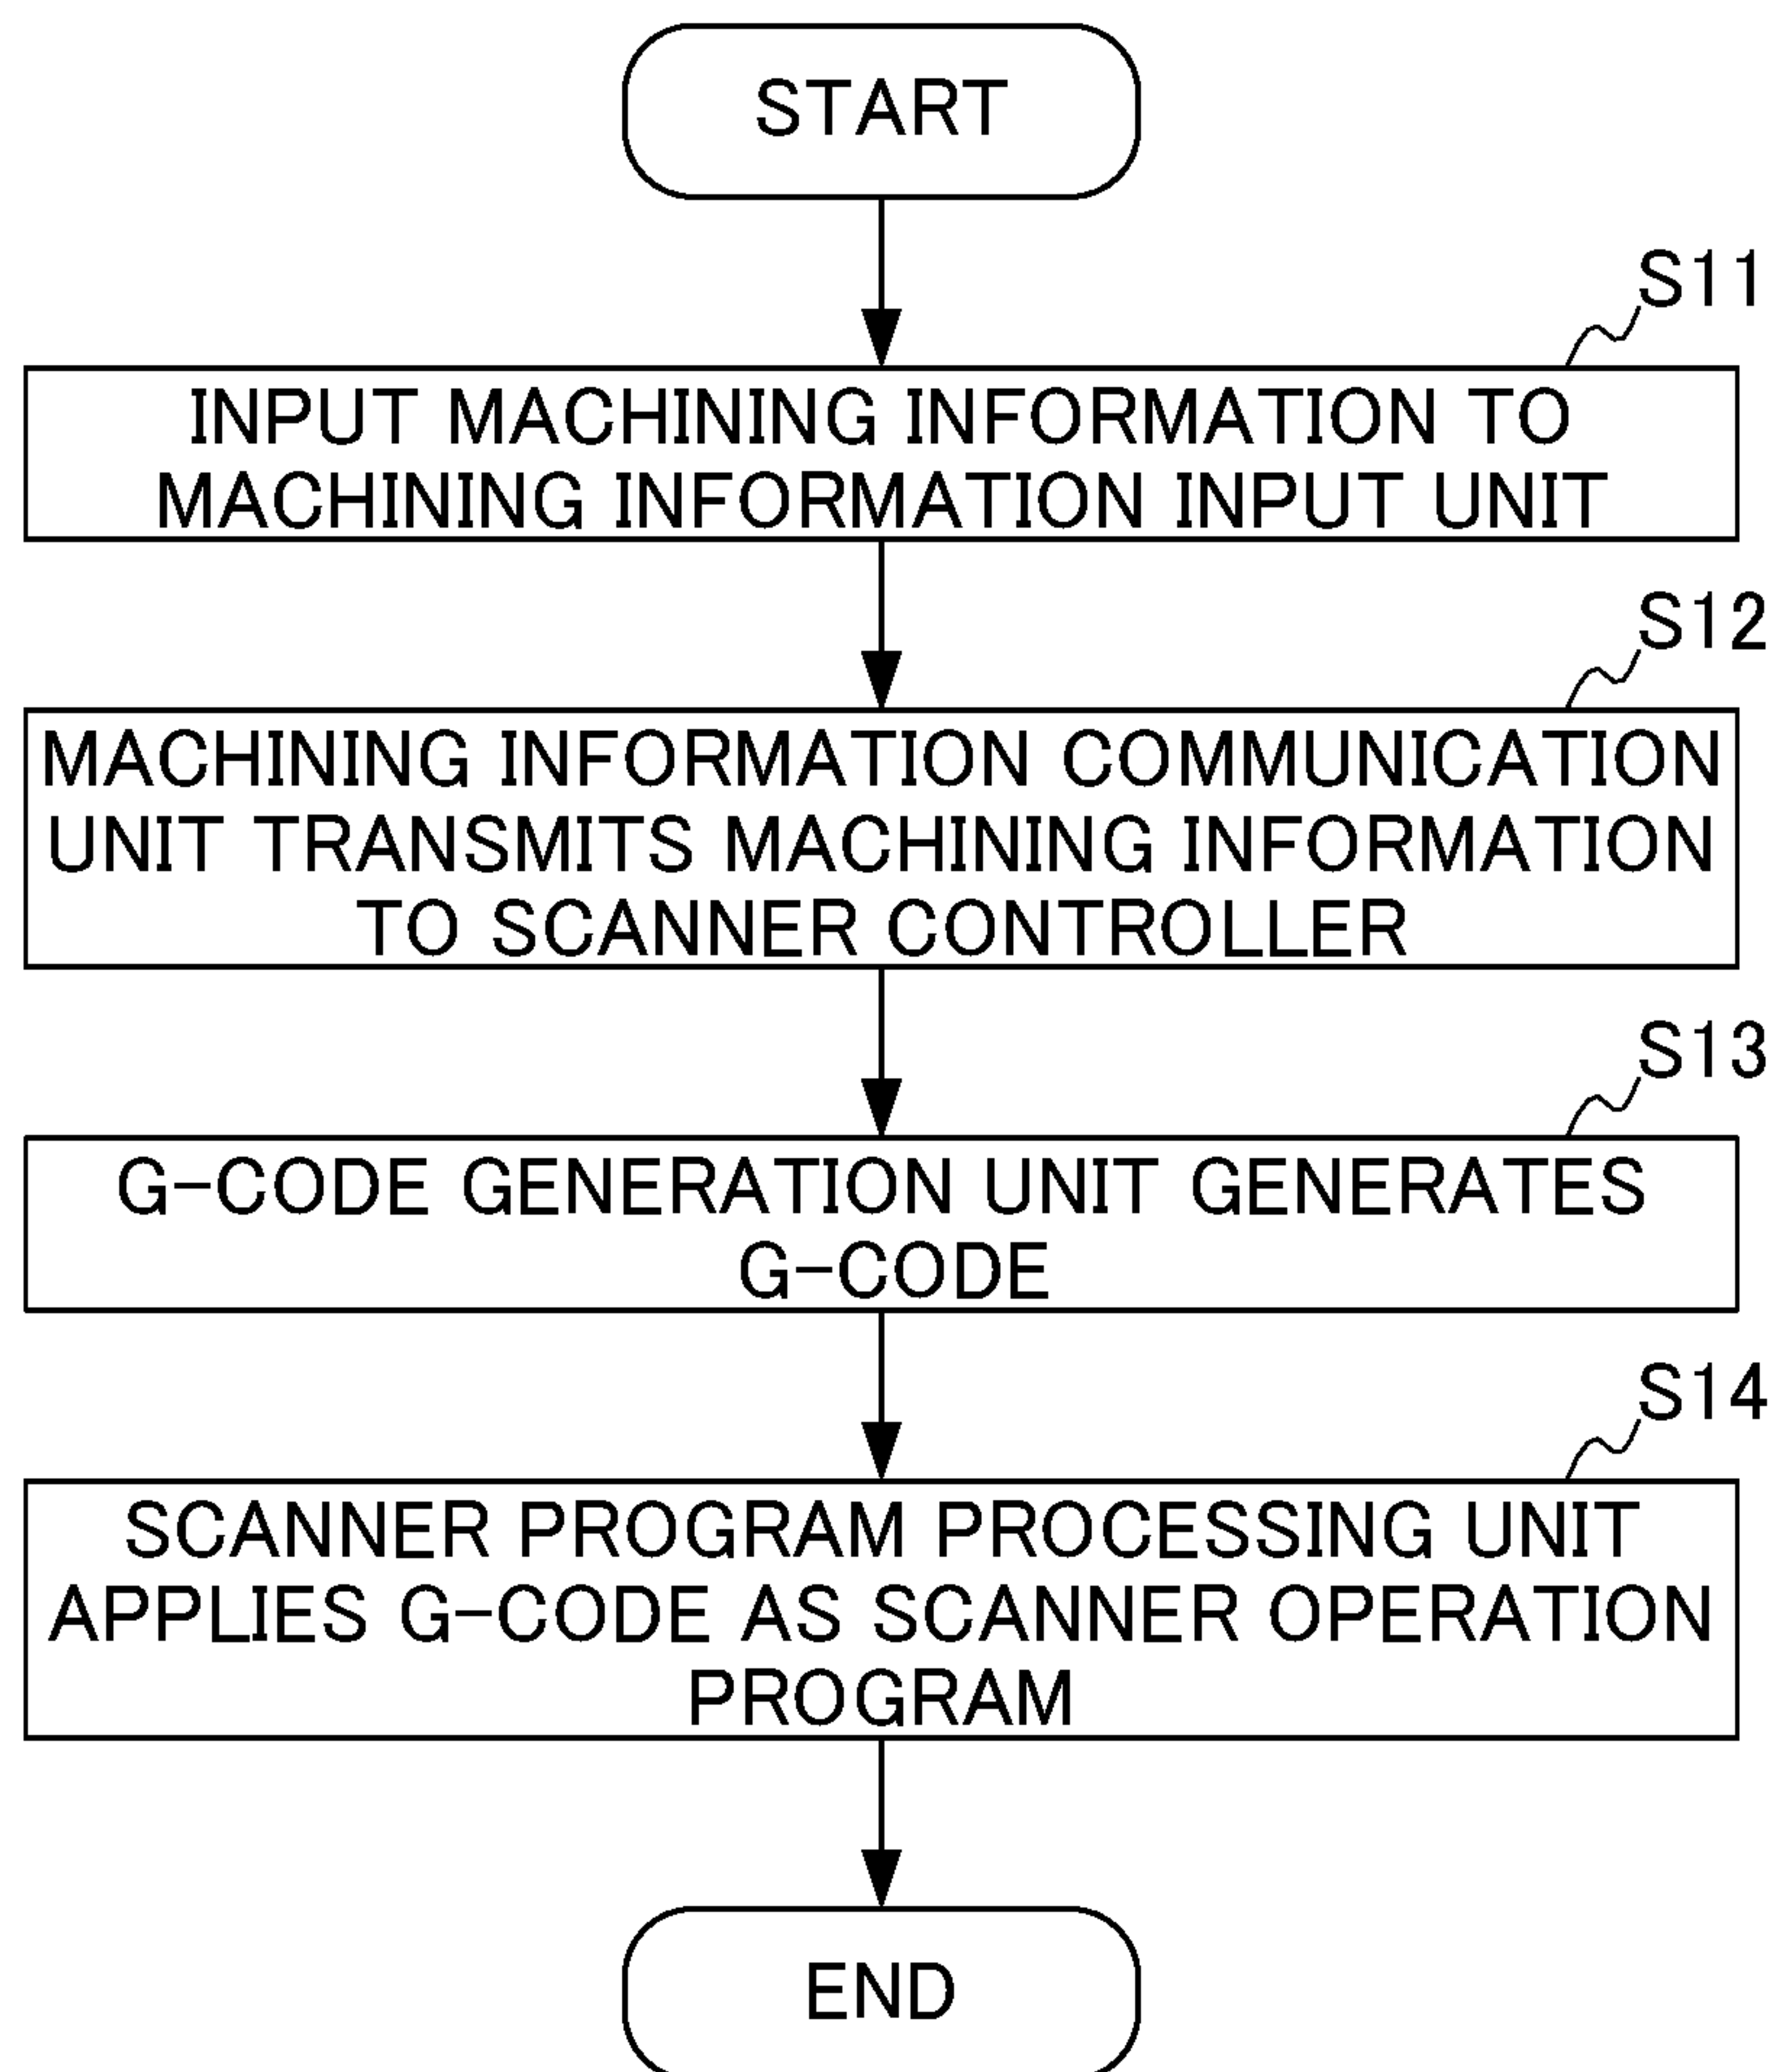 START
S11
INPUT MACHINING INFORMATION TO
MACHINING INFORMATION INPUT UNIT
S12
MACHINING INFORMATION COMMUNICATION
UNIT TRANSMITS MACHINING INFORMATION
TO SCANNER CONTROLLER
S13
G-CODE GENERATION UNIT GENERATES
G-CODE
S14
SCANNER PROGRAM PROCESSING UNIT
APPLIES G-CODE AS SCANNER OPERATION
PROGRAM
END